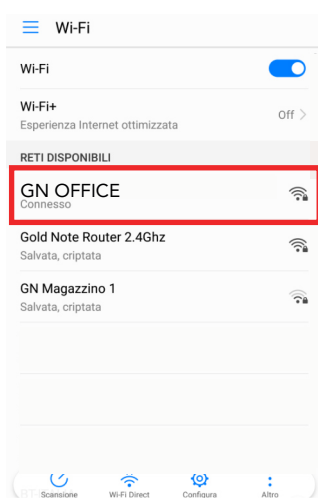 Wi-Fi
Wi-Fi
Wi-Fi+
Esperienza Internet ottimizzata
Off
RETI DISPONIBILI
GN OFFICE
Connesso
Gold Note Router 2.4Ghz
Salvata, criptata
GN Magazzino 1
Salvata, criptata
Scansione Wi-Fi Direct Configura Altro